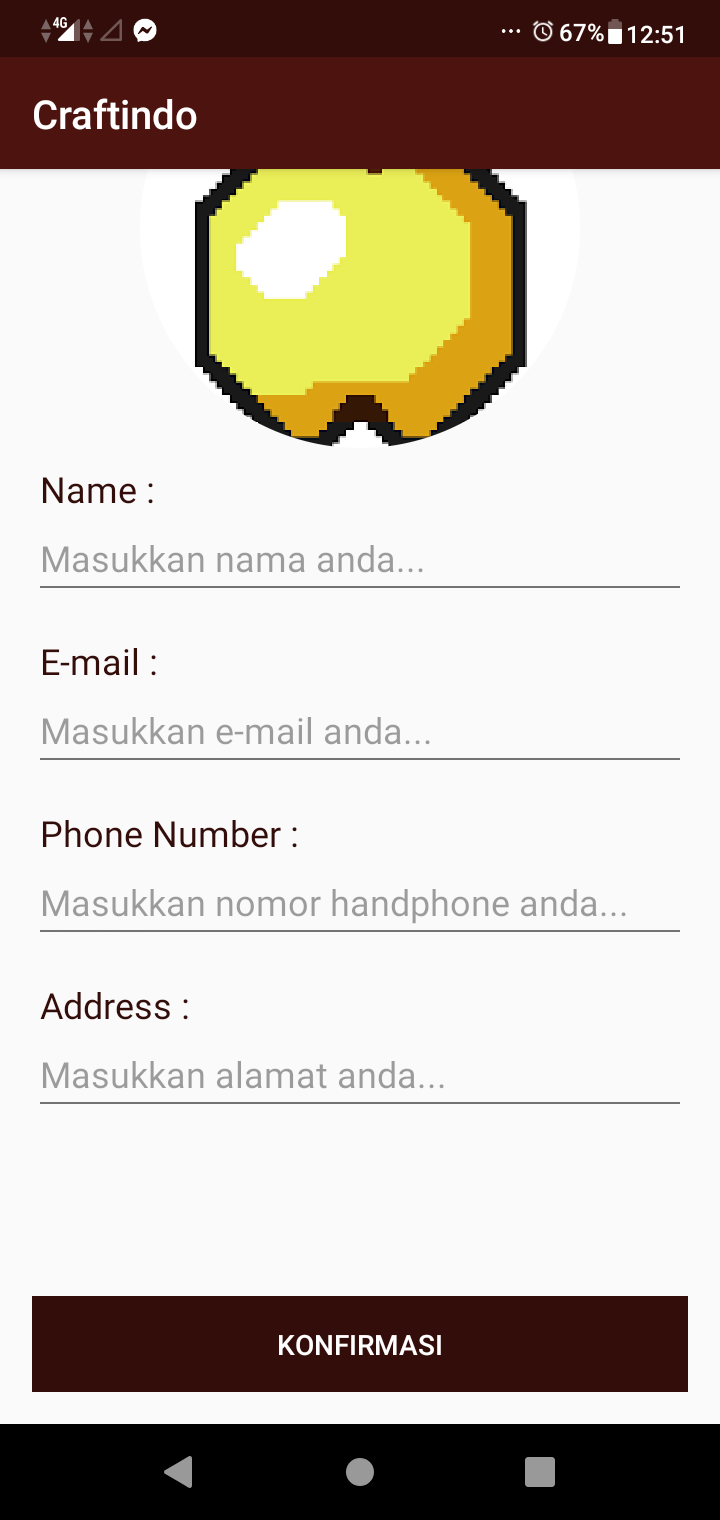 4G
67% 12:51
Craftindo
Name :
Masukkan nama anda...
E-mail :
Masukkan e-mail anda...
Phone Number :
Masukkan nomor handphone anda...
Address :
Masukkan alamat anda...
KONFIRMASI